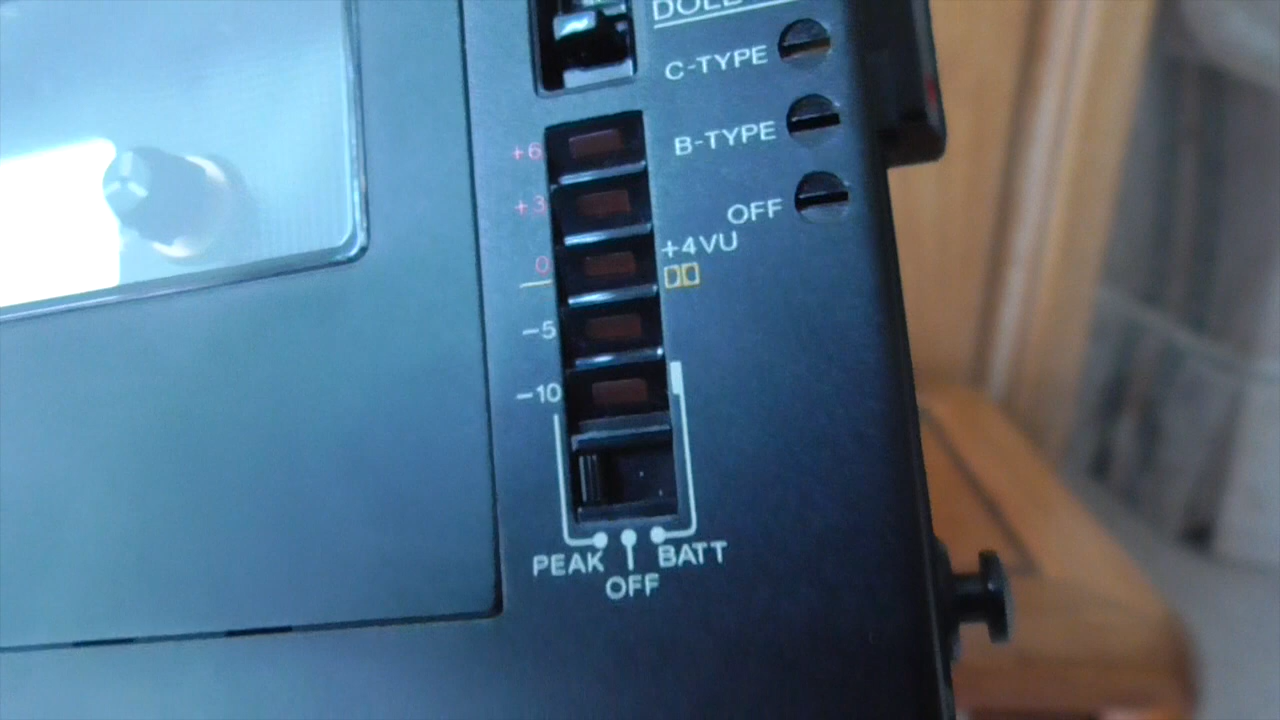 C-TYPE
B-TYPE
OFF
+6
+3
0
+4VU
-5
-10
PEAK
BATT
OFF